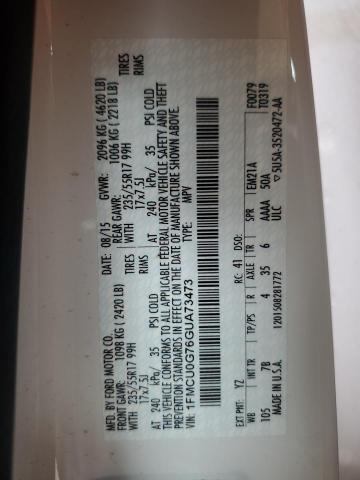 MFD. BY FORD MOTOR CO.
DATE: 08/15 GVWR: 2096 KG ( 4620 LB)
FRONT GAWR: 1098 KG ( 2420 LB) REAR GAWR: 1006 KG ( 2218 LB)
WITH 235/55R17 99H TIRES WITH 235/55R17 99H TIRES
17x7.5J RIMS 17x7.5J RIMS
AT 240 kPa/ 35 PSI COLD AT 240 kPa/ 35 PSI COLD
THIS VEHICLE CONFORMS TO ALL APPLICABLE FEDERAL MOTOR VEHICLE SAFETY AND THEFT
PREVENTION STANDARDS IN EFFECT ON THE DATE OF MANUFACTURE SHOWN ABOVE.
VIN: 1FMCU0G76GUA73473
TYPE: MPV
EXT PNT: YZ RC: 41 DSO: F0079
WB INT TR TP/PS R AXLE TR SPR EM21A T0319
105 7B 4 35 6 AAAA 50A
MADE IN U.S.A. ULC ▽5U5A-3520472-AA
1201508281772